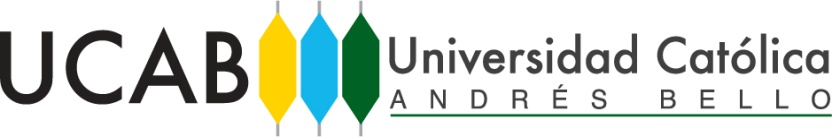 UCAB
Universidad Católica
ANDRÉS BELLO